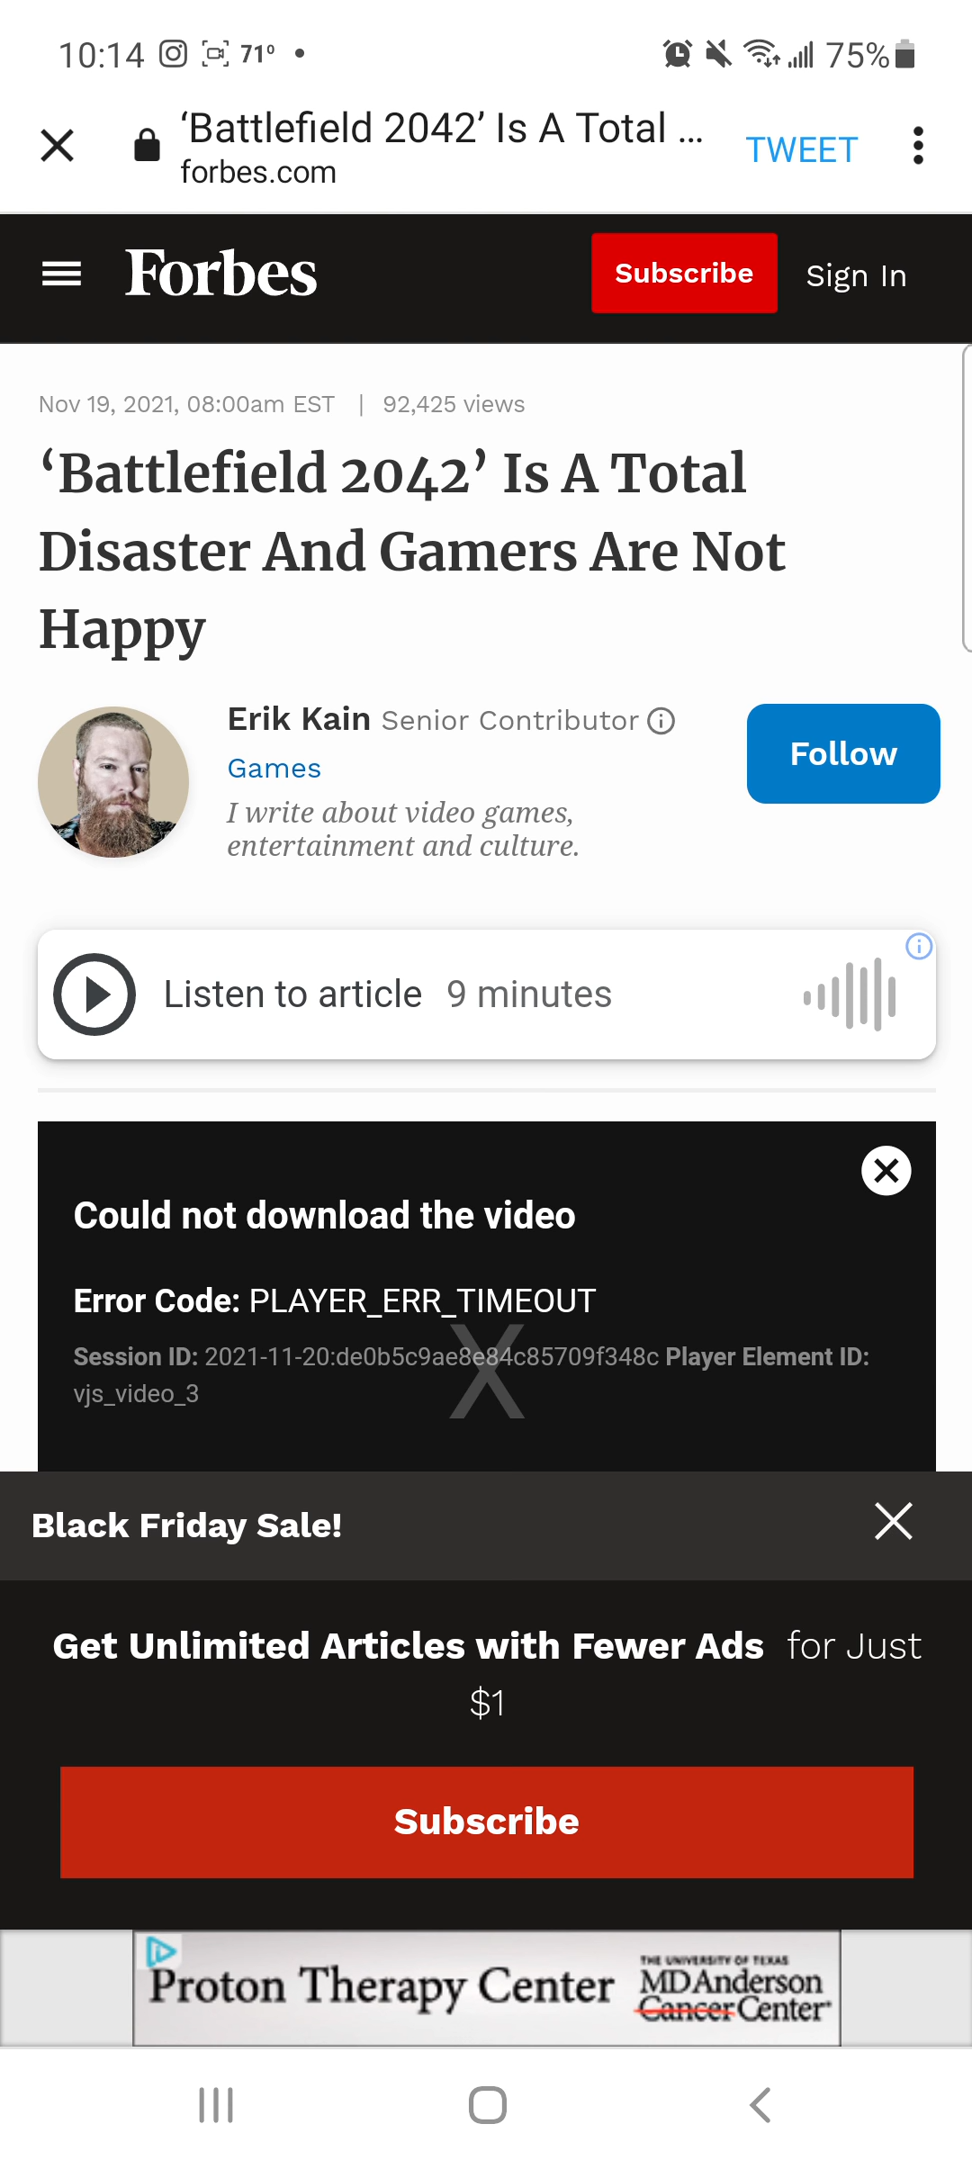 10:14 71° •
75%
‘Battlefield 2042’ Is A Total ...
forbes.com
TWEET
Forbes
Subscribe
Sign In
Nov 19, 2021, 08:00am EST | 92,425 views
‘Battlefield 2042’ Is A Total
Disaster And Gamers Are Not
Happy
Erik Kain Senior Contributor
Games
I write about video games,
entertainment and culture.
Follow
Listen to article 9 minutes
Could not download the video
Error Code: PLAYER_ERR_TIMEOUT
Session ID: 2021-11-20:de0b5c9ae8e84c85709f348c Player Element ID:
vjs_video_3
Black Friday Sale!
Get Unlimited Articles with Fewer Ads for Just
$1
Subscribe
Proton Therapy Center
THE UNIVERSITY OF TEXAS
MD Anderson
Cancer Center